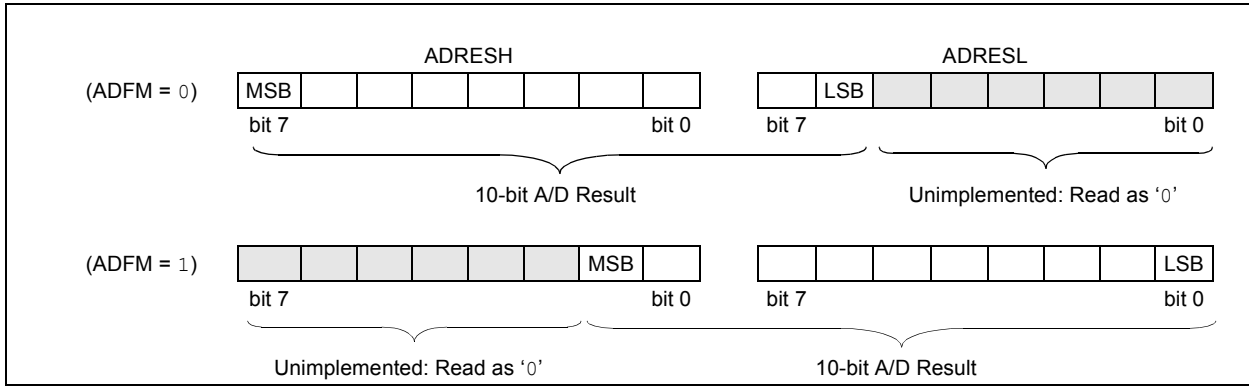 ADRESH ADRESL
(ADFM = 0) MSB LSB
bit 7 bit 0 bit 7 bit 0
10-bit A/D Result Unimplemented: Read as ‘0’
(ADFM = 1) MSB LSB
bit 7 bit 0 bit 7 bit 0
Unimplemented: Read as ‘0’ 10-bit A/D Result